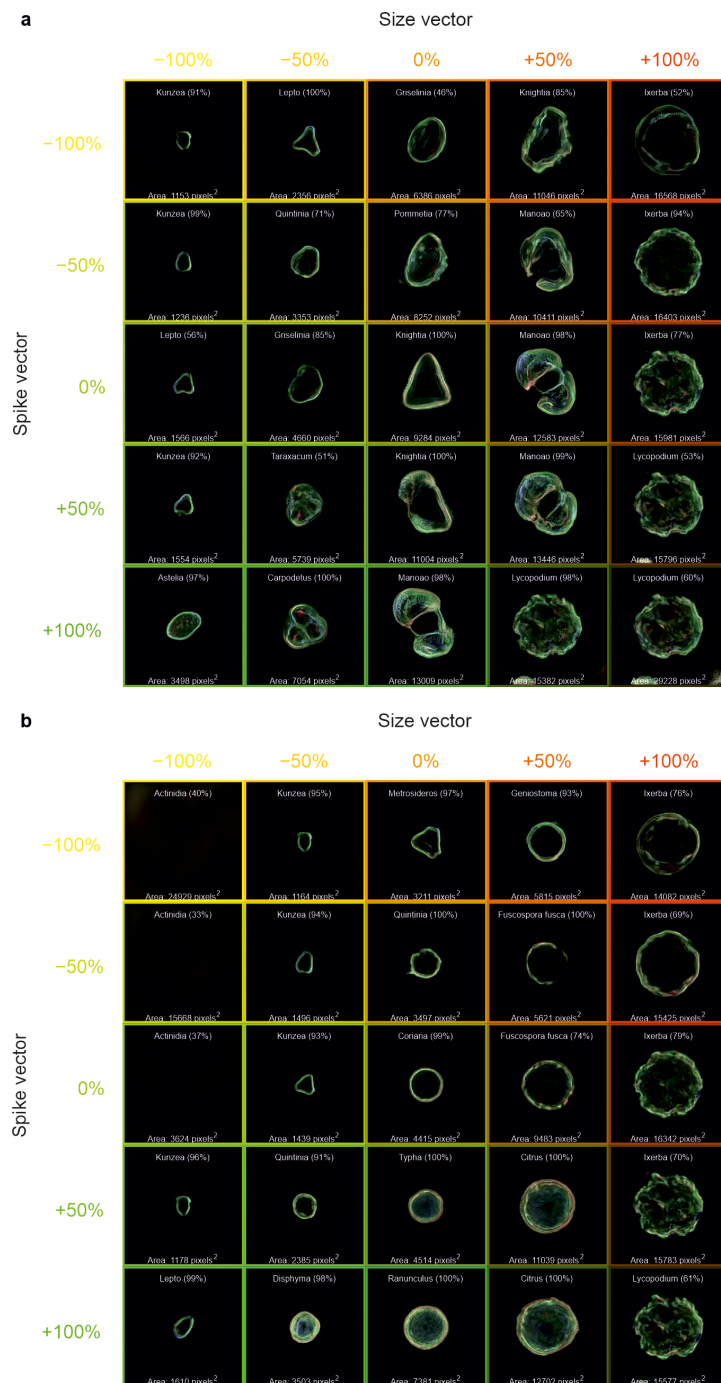 a
Size vector
−100% −50% 0% +50% +100%
Spike vector
−100%
Kunzea (91%) Lepto (100%) Griselinia (46%) Knightia (85%) Ixerba (52%)
Area: 1153 pixels² Area: 2356 pixels² Area: 6386 pixels² Area: 11046 pixels² Area: 16568 pixels²
−50%
Kunzea (99%) Quintinia (71%) Pommetia (77%) Manoao (65%) Ixerba (94%)
Area: 1236 pixels² Area: 3353 pixels² Area: 8252 pixels² Area: 10411 pixels² Area: 16403 pixels²
0%
Lepto (56%) Griselinia (85%) Knightia (100%) Manoao (98%) Ixerba (77%)
Area: 1566 pixels² Area: 4660 pixels² Area: 9284 pixels² Area: 12583 pixels² Area: 15981 pixels²
+50%
Kunzea (92%) Taraxacum (51%) Knightia (100%) Manoao (99%) Lycopodium (53%)
Area: 1554 pixels² Area: 5739 pixels² Area: 11004 pixels² Area: 13446 pixels² Area: 15796 pixels²
+100%
Astelia (97%) Carpodetus (100%) Manoao (98%) Lycopodium (98%) Lycopodium (60%)
Area: 3498 pixels² Area: 7054 pixels² Area: 13009 pixels² Area: 15382 pixels² Area: 29228 pixels²
b
Size vector
−100% −50% 0% +50% +100%
Spike vector
−100%
Actinidia (40%) Kunzea (95%) Metrosideros (97%) Geniostoma (93%) Ixerba (76%)
Area: 24929 pixels² Area: 1164 pixels² Area: 3211 pixels² Area: 5815 pixels² Area: 14082 pixels²
−50%
Actinidia (33%) Kunzea (94%) Quintinia (100%) Fuscospora fusca (100%) Ixerba (69%)
Area: 15668 pixels² Area: 1496 pixels² Area: 3497 pixels² Area: 5621 pixels² Area: 15425 pixels²
0%
Actinidia (37%) Kunzea (93%) Coriaria (99%) Fuscospora fusca (74%) Ixerba (79%)
Area: 3624 pixels² Area: 1439 pixels² Area: 4415 pixels² Area: 9483 pixels² Area: 16342 pixels²
+50%
Kunzea (96%) Quintinia (91%) Typha (100%) Citrus (100%) Ixerba (70%)
Area: 1178 pixels² Area: 2385 pixels² Area: 4514 pixels² Area: 11039 pixels² Area: 15783 pixels²
+100%
Lepto (99%) Disphyma (98%) Ranunculus (100%) Citrus (100%) Lycopodium (61%)
Area: 1610 pixels² Area: 3503 pixels² Area: 7381 pixels² Area: 12702 pixels² Area: 15577 pixels²